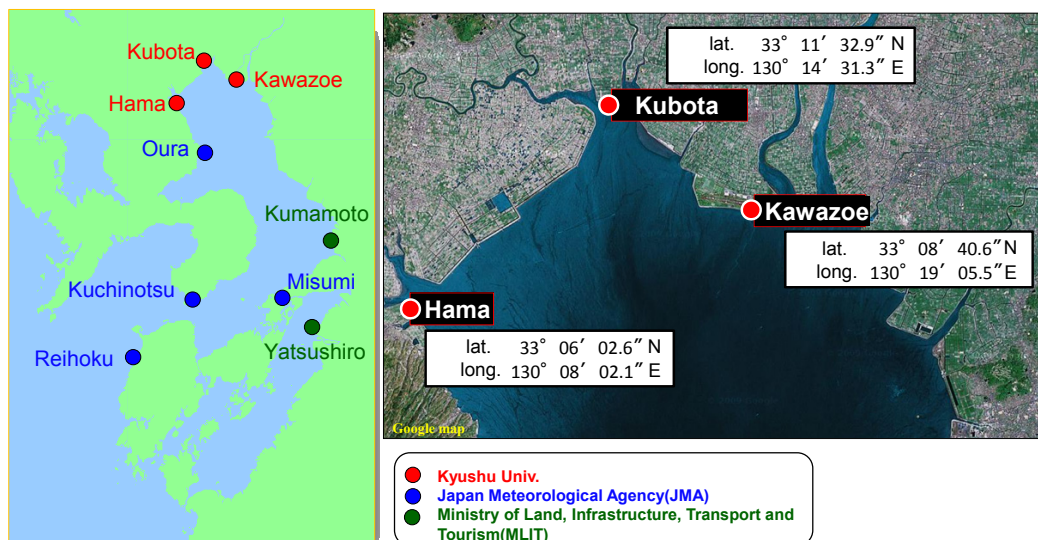 Kubota
Kawazoe
Hama
Oura
Kumamoto
Kuchinotsu
Misumi
Reihoku
Yatsushiro
lat. 33° 11′ 32.9″ N
long. 130° 14′ 31.3″ E
Kubota
Kawazoe
lat. 33° 08′ 40.6″ N
long. 130° 19′ 05.5″ E
Hama
lat. 33° 06′ 02.6″ N
long. 130° 08′ 02.1″ E
Google map
Kyushu Univ.
Japan Meteorological Agency(JMA)
Ministry of Land, Infrastructure, Transport and
Tourism(MLIT)